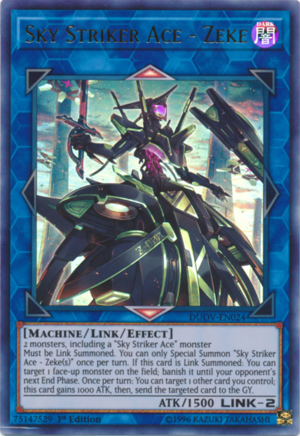 Sky Striker Ace - Zeke
DARK
闇
DUDV-EN024
[Machine/Link/Effect]
2 monsters, including a "Sky Striker Ace" monster
Must be Link Summoned. You can only Special Summon "Sky Striker
Ace - Zeke(s)" once per turn. If this card is Link Summoned: You can
target 1 face-up monster on the field; banish it until your opponent's
next End Phase. Once per turn: You can target 1 other card you control;
this card gains 1000 ATK, then, send the targeted card to the GY.
ATK/1500 LINK-2
75147529 1st Edition ©1996 KAZUKI TAKAHASHI